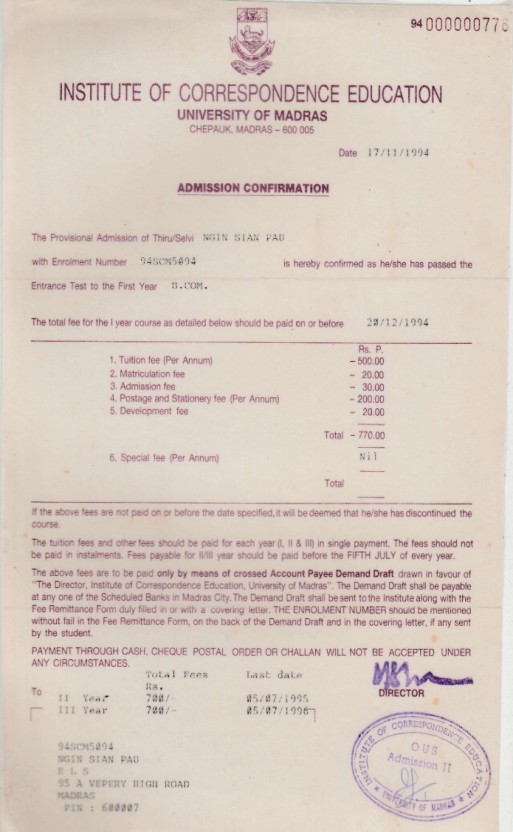 94 000000778
INSTITUTE OF CORRESPONDENCE EDUCATION
UNIVERSITY OF MADRAS
CHEPAUK, MADRAS – 600 005
Date 17/11/1994
ADMISSION CONFIRMATION
The Provisional Admission of Thiru/Selvi NGIN SIAN PAU
with Enrolment Number 94SCM5094 is hereby confirmed as he/she has passed the
Entrance Test to the First Year B.COM.
The total fee for the I year course as detailed below should be paid on or before 20/12/1994
Rs. P.
1. Tuition fee (Per Annum) – 500.00
2. Matriculation fee – 20.00
3. Admission fee – 30.00
4. Postage and Stationery fee (Per Annum) – 200.00
5. Development fee – 20.00
Total – 770.00
6. Special fee (Per Annum) Nil
Total
If the above fees are not paid on or before the date specified, it will be deemed that he/she has discontinued the
course.
The tuition fees and other fees should be paid for each year (I, II & III) in single payment. The fees should not
be paid in instalments. Fees payable for II/III year should be paid before the FIFTH JULY of every year.
The above fees are to be paid only by means of crossed Account Payee Demand Draft drawn in favour of
"The Director, Institute of Correspondence Education, University of Madras". The Demand Draft shall be payable
at any one of the Scheduled Banks in Madras City. The Demand Draft shall be sent to the Institute along with the
Fee Remittance Form duly filled in or with a covering letter. THE ENROLMENT NUMBER should be mentioned
without fail in the Fee Remittance Form, on the back of the Demand Draft and in the covering letter, if any sent
by the student.
PAYMENT THROUGH CASH, CHEQUE POSTAL ORDER OR CHALLAN WILL NOT BE ACCEPTED UNDER
ANY CIRCUMSTANCES.
Total Fees Last date
Rs.
To
II Year 700/- 05/07/1995
III Year 700/- 05/07/1996
DIRECTOR
94SCM5094
NGIN SIAN PAU
E L S
95 A VEPERY HIGH ROAD
MADRAS
PIN : 600007
INSTITUTE OF CORRESPONDENCE EDUCATION
OUS
Admission II
UNIVERSITY OF MADRAS